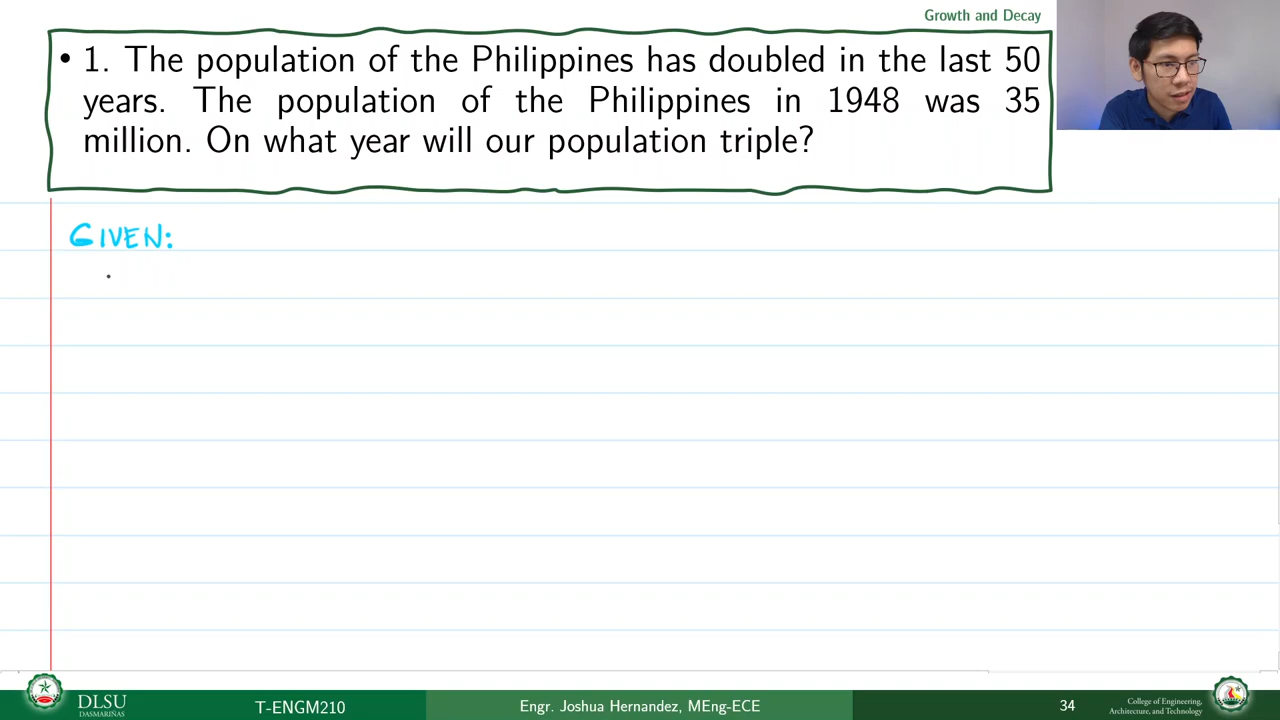 Growth and Decay
• 1. The population of the Philippines has doubled in the last 50
years. The population of the Philippines in 1948 was 35
million. On what year will our population triple?
GIVEN:
DLSU
DASMARIÑAS
T-ENGM210
Engr. Joshua Hernandez, MEng-ECE
34
College of Engineering,
Architecture, and Technology